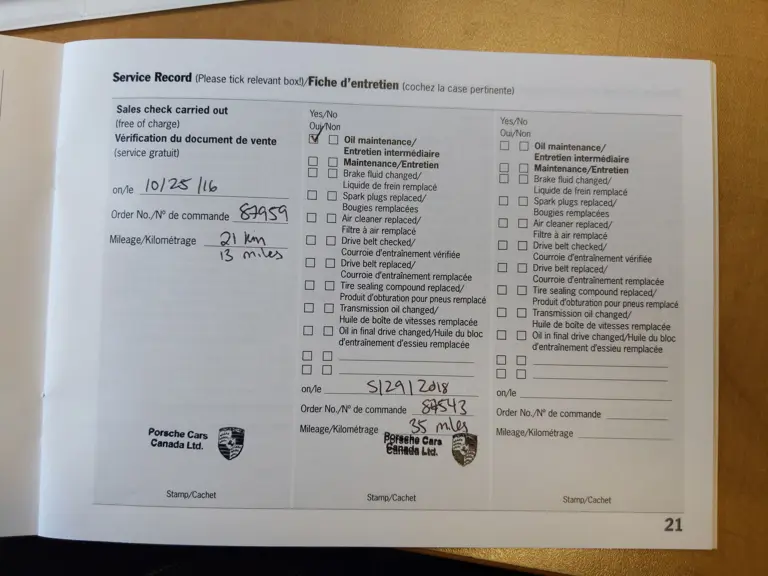 Service Record (Please tick relevant box!)/Fiche d'entretien (cochez la case pertinente)
Sales check carried out
(free of charge)
Vérification du document de vente
(service gratuit)
on/le 10/25/16
Order No./Nº de commande 87959
Mileage/Kilométrage 21 km
13 miles
Porsche Cars
Canada Ltd.
Stamp/Cachet
Yes/No
Oui/Non
Oil maintenance/
Entretien intermédiaire
Maintenance/Entretien
Brake fluid changed/
Liquide de frein remplacé
Spark plugs replaced/
Bougies remplacées
Air cleaner replaced/
Filtre à air remplacé
Drive belt checked/
Courroie d'entraînement vérifiée
Drive belt replaced/
Courroie d'entraînement remplacée
Tire sealing compound replaced/
Produit d'obturation pour pneus remplacé
Transmission oil changed/
Huile de boîte de vitesses remplacée
Oil in final drive changed/Huile du bloc
d'entraînement d'essieu remplacée
on/le 5/29/2018
Order No./Nº de commande 87543
Mileage/Kilométrage 35 miles
Porsche Cars
Canada Ltd.
Stamp/Cachet
Yes/No
Oui/Non
Oil maintenance/
Entretien intermédiaire
Maintenance/Entretien
Brake fluid changed/
Liquide de frein remplacé
Spark plugs replaced/
Bougies remplacées
Air cleaner replaced/
Filtre à air remplacé
Drive belt checked/
Courroie d'entraînement vérifiée
Drive belt replaced/
Courroie d'entraînement remplacée
Tire sealing compound replaced/
Produit d'obturation pour pneus remplacé
Transmission oil changed/
Huile de boîte de vitesses remplacée
Oil in final drive changed/Huile du bloc
d'entraînement d'essieu remplacée
on/le
Order No./Nº de commande
Mileage/Kilométrage
Stamp/Cachet
21